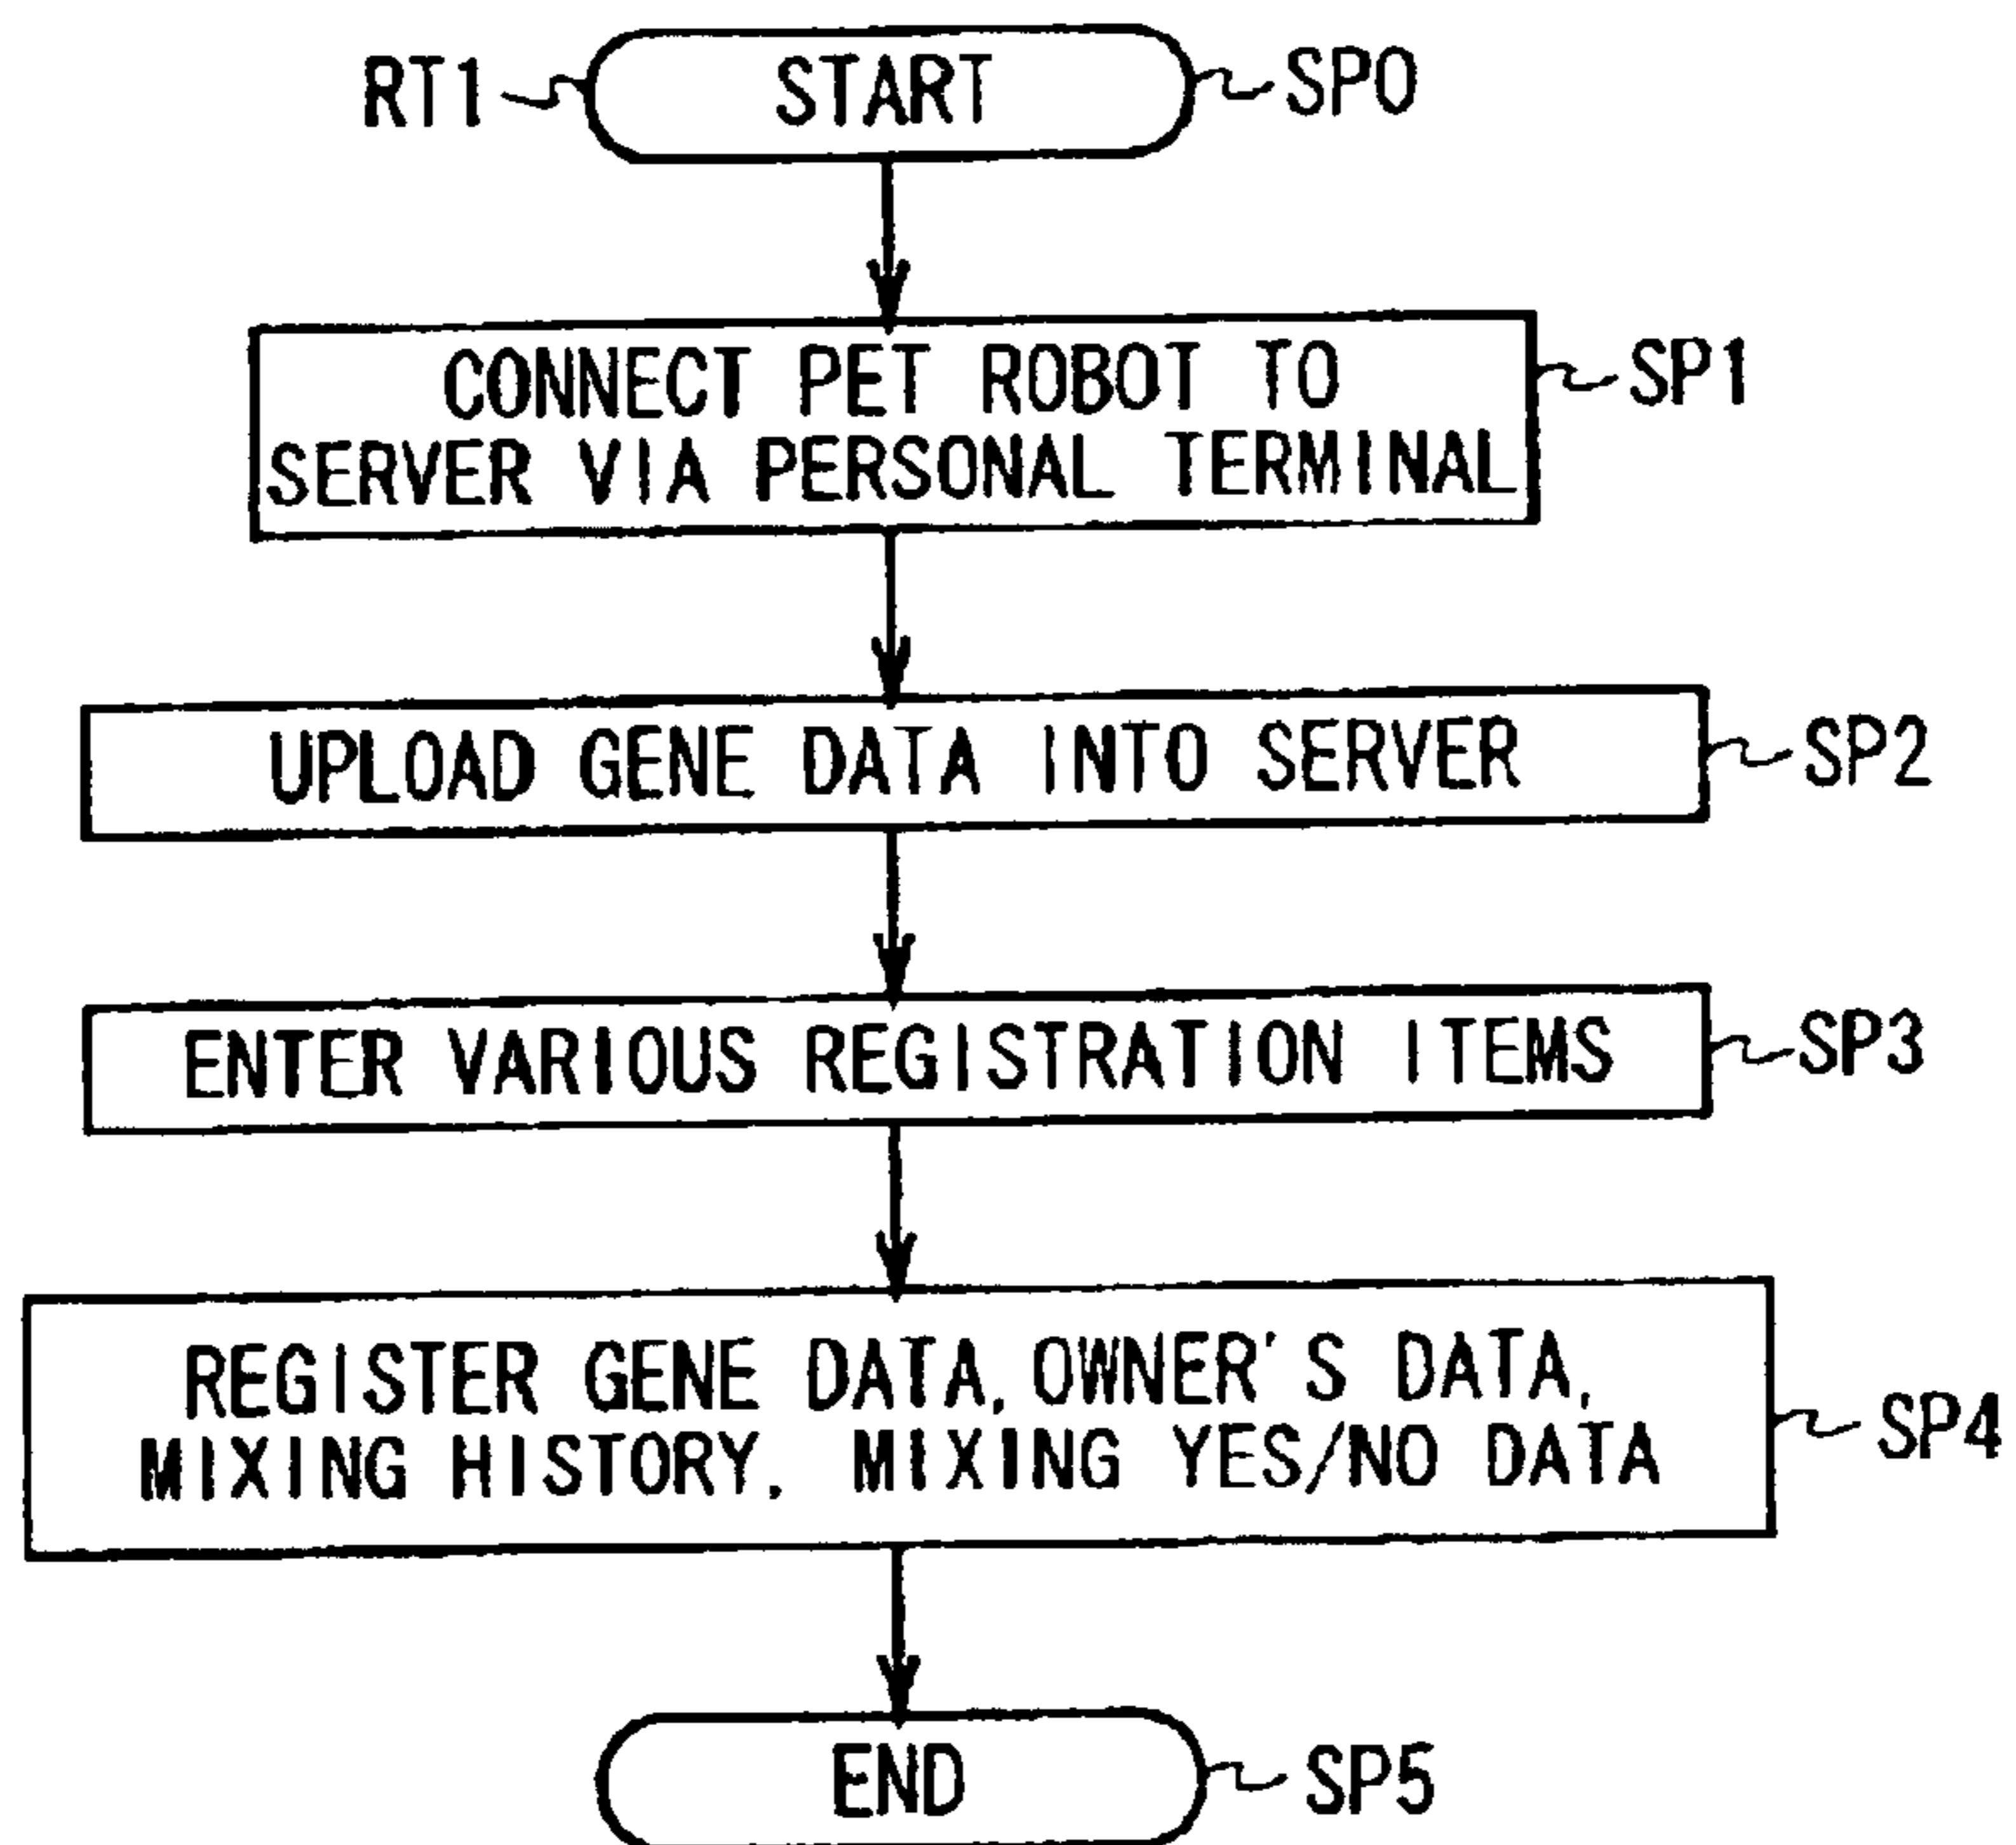 RT1 START SP0
CONNECT PET ROBOT TO
SERVER VIA PERSONAL TERMINAL
SP1
UPLOAD GENE DATA INTO SERVER SP2
ENTER VARIOUS REGISTRATION ITEMS SP3
REGISTER GENE DATA, OWNER'S DATA,
MIXING HISTORY, MIXING YES/NO DATA
SP4
END SP5